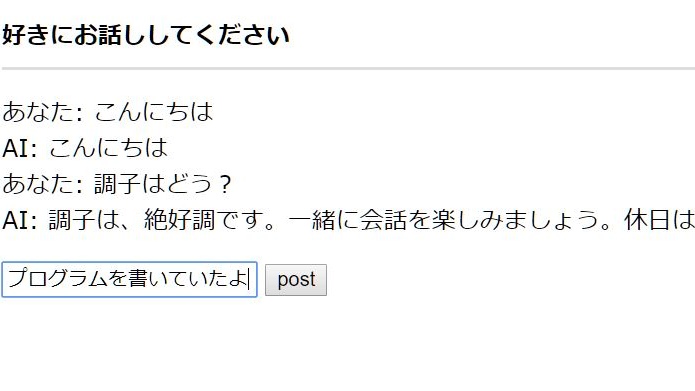 好きにお話ししてください
あなた: こんにちは
AI: こんにちは
あなた: 調子はどう？
AI: 調子は、絶好調です。一緒に会話を楽しみましょう。休日は
プログラムを書いていたよ post